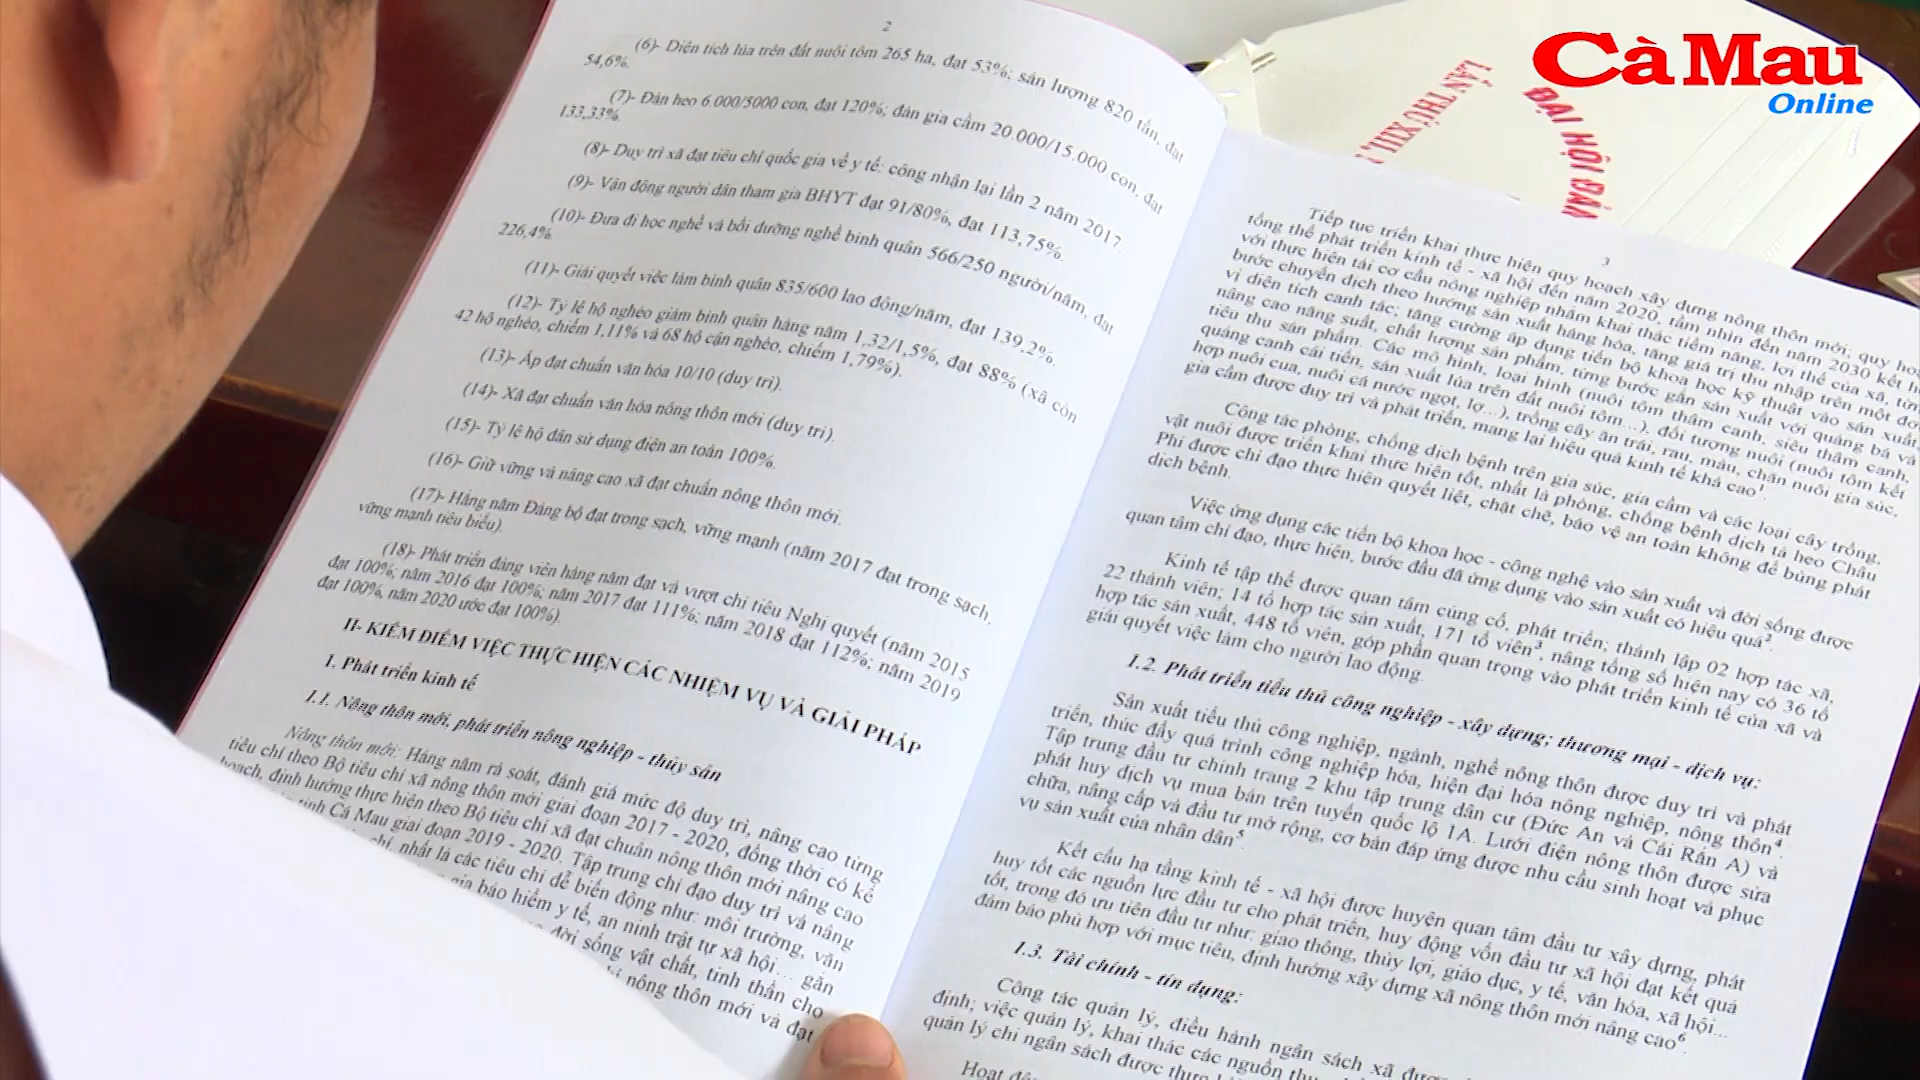 2
(6)- Diện tích lúa trên đất nuôi tôm 265 ha, đạt 53%; sản lượng 820 tấn, đạt
54,6%.
(7)- Đàn heo 6.000/5000 con, đạt 120%; đàn gia cầm 20.000/15.000 con, đạt
133,33%.
(8)- Duy trì xã đạt tiêu chí quốc gia về y tế: công nhận lại lần 2 năm 2017.
(9)- Vận động người dân tham gia BHYT đạt 91/80%, đạt 113,75%.
(10)- Đưa đi học nghề và bồi dưỡng nghề bình quân 566/250 người/năm, đạt
226,4%.
(11)- Giải quyết việc làm bình quân 835/600 lao động/năm, đạt 139,2%.
(12)- Tỷ lệ hộ nghèo giảm bình quân hàng năm 1,32/1,5%, đạt 88% (xã còn
42 hộ nghèo, chiếm 1,11% và 68 hộ cận nghèo, chiếm 1,79%).
(13)- Ấp đạt chuẩn văn hóa 10/10 (duy trì).
(14)- Xã đạt chuẩn văn hóa nông thôn mới (duy trì).
(15)- Tỷ lệ hộ dân sử dụng điện an toàn 100%.
(16)- Giữ vững và nâng cao xã đạt chuẩn nông thôn mới.
(17)- Hằng năm Đảng bộ đạt trong sạch, vững mạnh (năm 2017 đạt trong sạch,
vững mạnh tiêu biểu).
(18)- Phát triển đảng viên hàng năm đạt và vượt chỉ tiêu Nghị quyết (năm 2015
đạt 100%; năm 2016 đạt 100%; năm 2017 đạt 111%; năm 2018 đạt 112%; năm 2019
đạt 100%, năm 2020 ước đạt 100%).
II- KIỂM ĐIỂM VIỆC THỰC HIỆN CÁC NHIỆM VỤ VÀ GIẢI PHÁP
1. Phát triển kinh tế
1.1. Nông thôn mới, phát triển nông nghiệp - thủy sản
Nông thôn mới: Hàng năm rà soát, đánh giá mức độ duy trì, nâng cao từng
tiêu chí theo Bộ tiêu chí xã nông thôn mới giai đoạn 2017 - 2020, đồng thời có kế
hoạch, định hướng thực hiện theo Bộ tiêu chí xã đạt chuẩn nông thôn mới nâng cao
tỉnh Cà Mau giai đoạn 2019 - 2020. Tập trung chỉ đạo duy trì và nâng
chí, nhất là các tiêu chí dễ biến động như: môi trường, văn
gia bảo hiểm y tế, an ninh trật tự xã hội... gắn
đời sống vật chất, tinh thần cho
nông thôn mới và đạt
3
Tiếp tục triển khai thực hiện quy hoạch xây dựng nông thôn mới; quy
tổng thể phát triển kinh tế - xã hội đến năm 2020, tầm nhìn đến năm 2030 kết
với thực hiện tái cơ cấu nông nghiệp nhằm khai thác tiềm năng, lợi thế của xã, từng
bước chuyển dịch theo hướng sản xuất hàng hóa, tăng giá trị thu nhập trên một đơn
vị diện tích canh tác; tăng cường áp dụng tiến bộ khoa học kỹ thuật vào sản xuất,
nâng cao năng suất, chất lượng sản phẩm, từng bước gắn sản xuất với quảng bá và
tiêu thụ sản phẩm. Các mô hình, loại hình (nuôi tôm thâm canh, siêu thâm canh,
quảng canh cải tiến, sản xuất lúa trên đất nuôi tôm...), đối tượng nuôi (nuôi tôm kết
hợp nuôi cua, nuôi cá nước ngọt, lợ...), trồng cây ăn trái, rau, màu, chăn nuôi gia súc,
gia cầm được duy trì và phát triển, mang lại hiệu quả kinh tế khá cao1.
Công tác phòng, chống dịch bệnh trên gia súc, gia cầm và các loại cây trồng,
vật nuôi được triển khai thực hiện tốt, nhất là phòng, chống bệnh dịch tả heo Châu
Phi được chỉ đạo thực hiện quyết liệt, chặt chẽ, bảo vệ an toàn không để bùng phát
dịch bệnh.
Việc ứng dụng các tiến bộ khoa học - công nghệ vào sản xuất và đời sống được
quan tâm chỉ đạo, thực hiện, bước đầu đã ứng dụng vào sản xuất có hiệu quả2.
Kinh tế tập thể được quan tâm củng cố, phát triển; thành lập 02 hợp tác xã,
22 thành viên; 14 tổ hợp tác sản xuất, 171 tổ viên3, nâng tổng số hiện nay có 36 tổ
hợp tác sản xuất, 448 tổ viên, góp phần quan trọng vào phát triển kinh tế của xã và
giải quyết việc làm cho người lao động.
1.2. Phát triển tiểu thủ công nghiệp - xây dựng; thương mại - dịch vụ:
Sản xuất tiểu thủ công nghiệp, ngành, nghề nông thôn được duy trì và phát
triển, thúc đẩy quá trình công nghiệp hóa, hiện đại hóa nông nghiệp, nông thôn4.
Tập trung đầu tư chỉnh trang 2 khu tập trung dân cư (Đức An và Cái Rắn A) và
phát huy dịch vụ mua bán trên tuyến quốc lộ 1A. Lưới điện nông thôn được sửa
chữa, nâng cấp và đầu tư mở rộng, cơ bản đáp ứng được nhu cầu sinh hoạt và phục
vụ sản xuất của nhân dân5.
Kết cấu hạ tầng kinh tế - xã hội được huyện quan tâm đầu tư xây dựng, phát
huy tốt các nguồn lực đầu tư cho phát triển, huy động vốn đầu tư xã hội đạt kết quả
tốt, trong đó ưu tiên đầu tư như: giao thông, thủy lợi, giáo dục, y tế, văn hóa, xã hội...
đảm bảo phù hợp với mục tiêu, định hướng xây dựng xã nông thôn mới nâng cao6.
1.3. Tài chính - tín dụng:
Công tác quản lý, điều hành ngân sách xã được
định; việc quản lý, khai thác các nguồn thu
quản lý chi ngân sách được thực
Hoạt
ĐẠI HỘI ĐẢN
LẦN THỨ XIII,
Cà Mau
Online